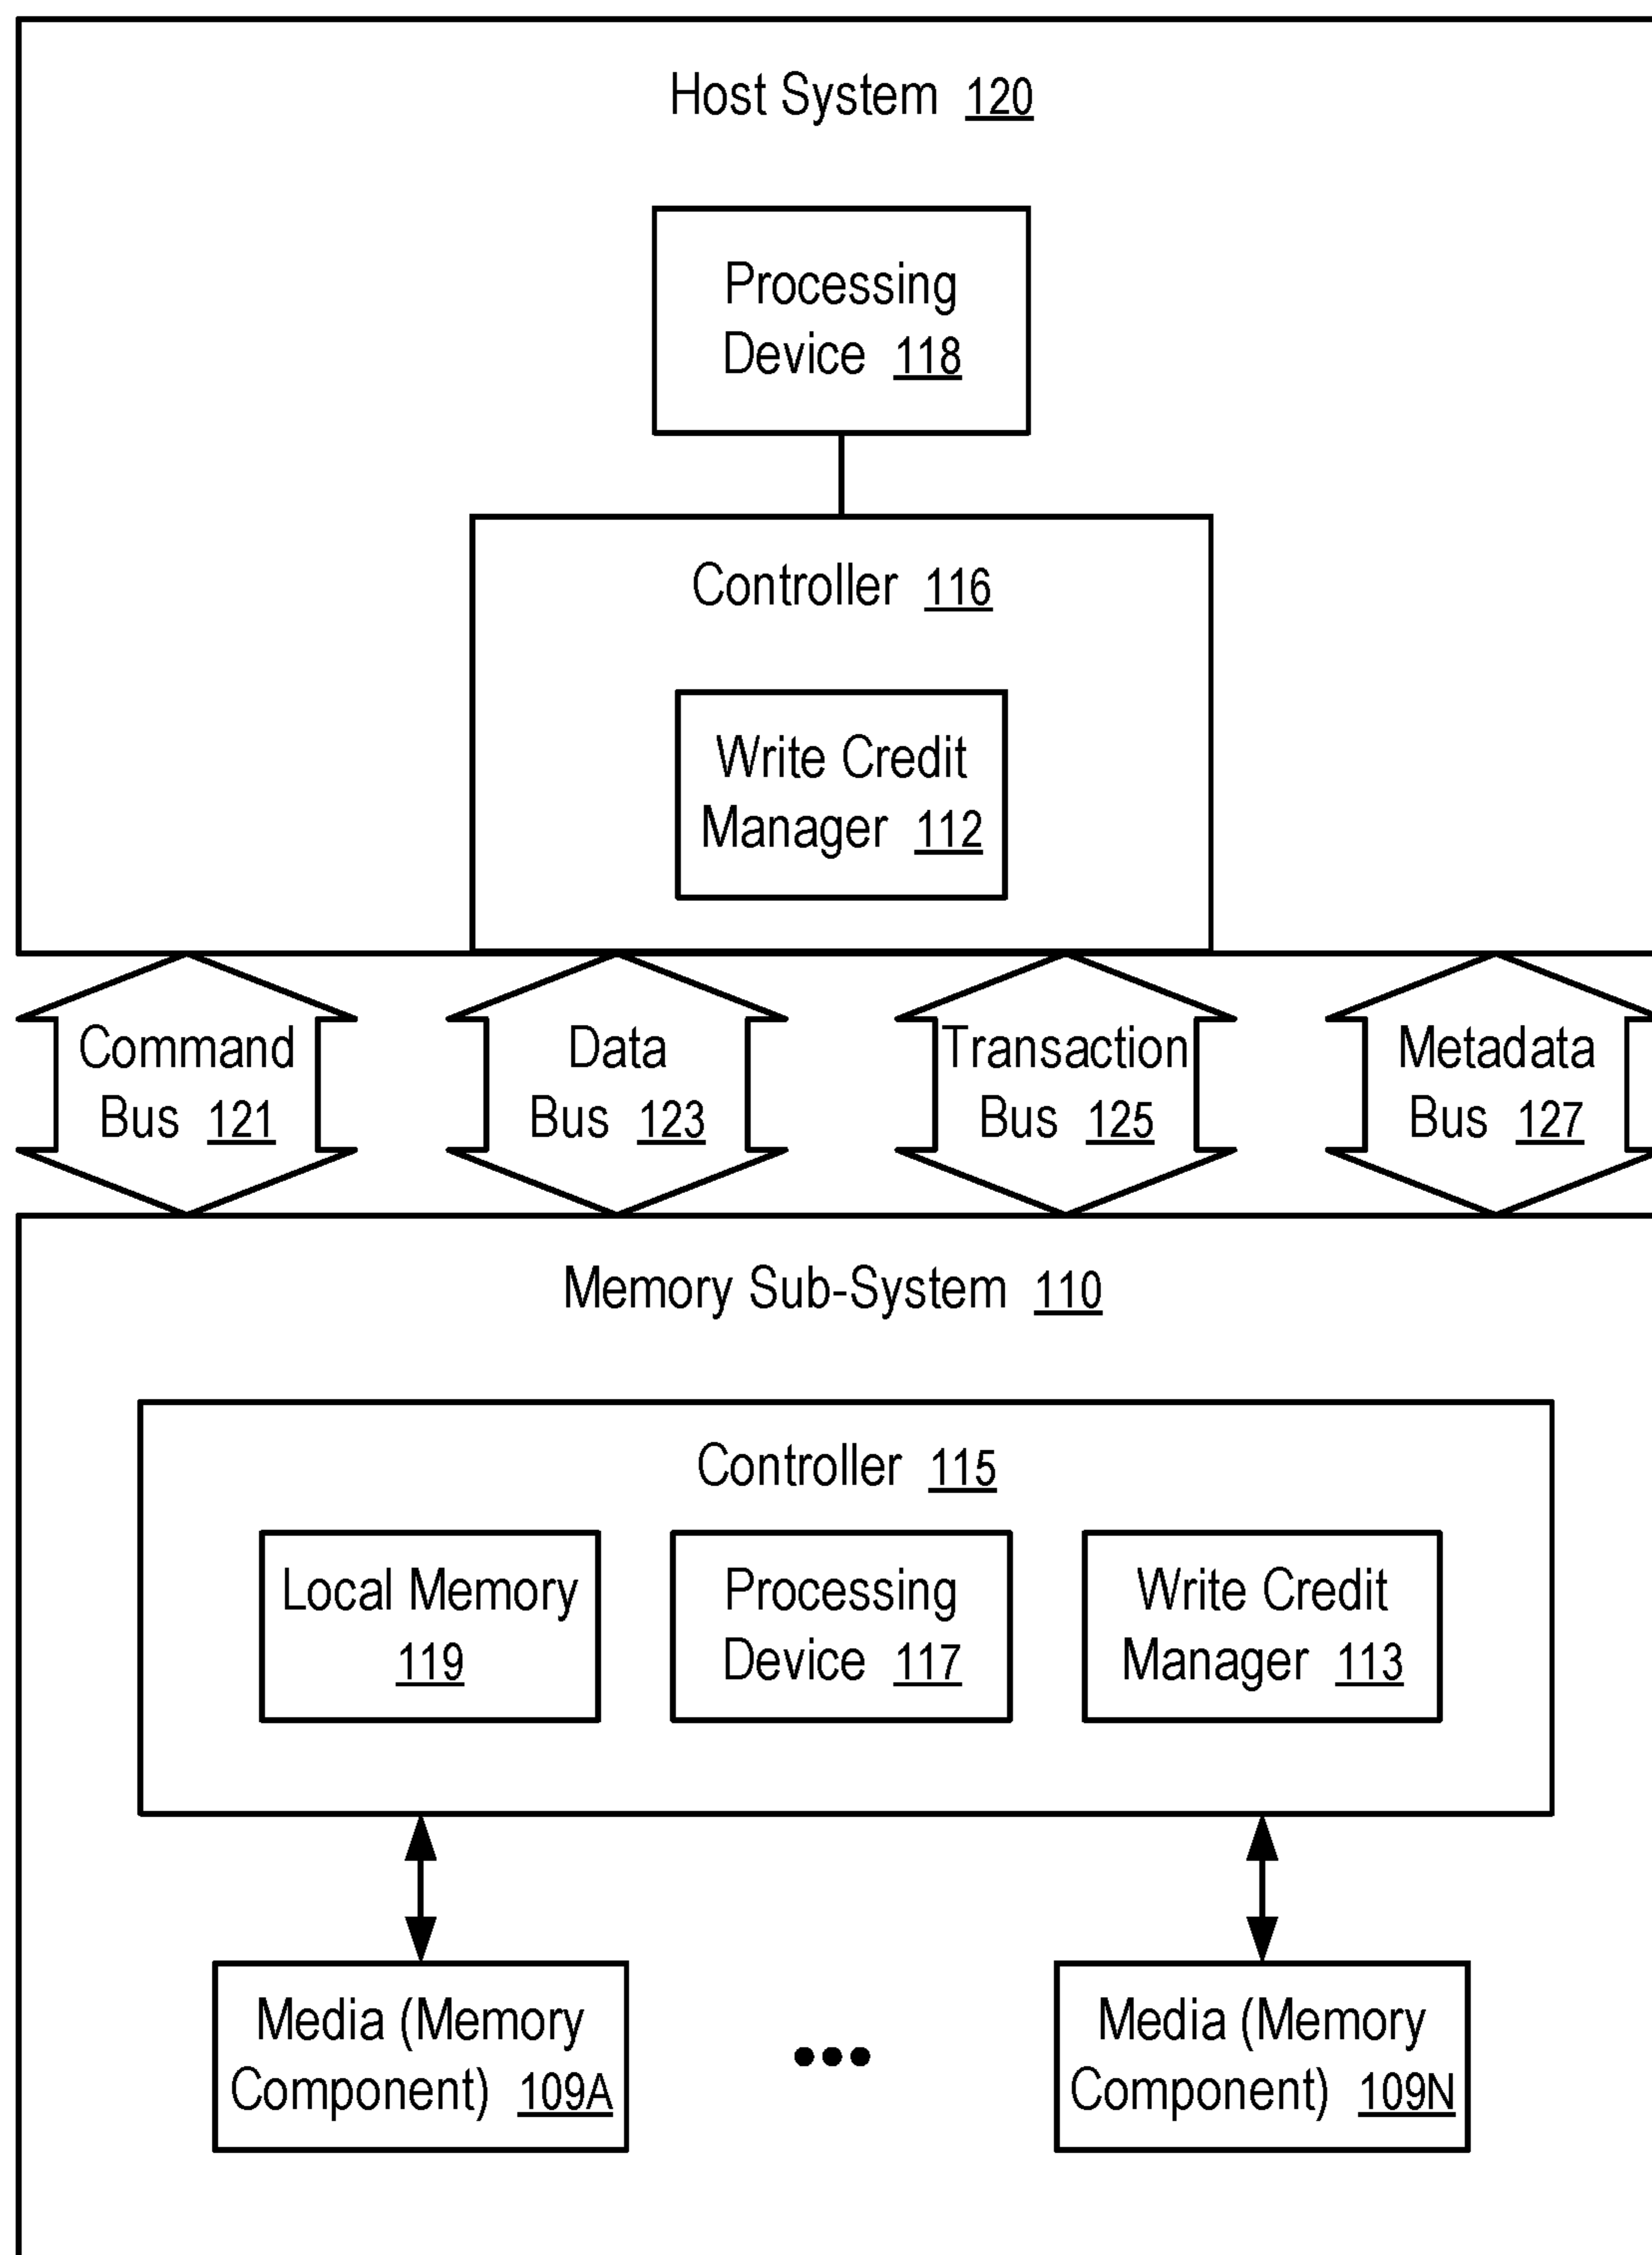 Host System 120
Processing
Device 118
Controller 116
Write Credit
Manager 112
Command
Bus 121
Data
Bus 123
Transaction
Bus 125
Metadata
Bus 127
Memory Sub-System 110
Controller 115
Local Memory
119
Processing
Device 117
Write Credit
Manager 113
Media (Memory
Component) 109A
Media (Memory
Component) 109N